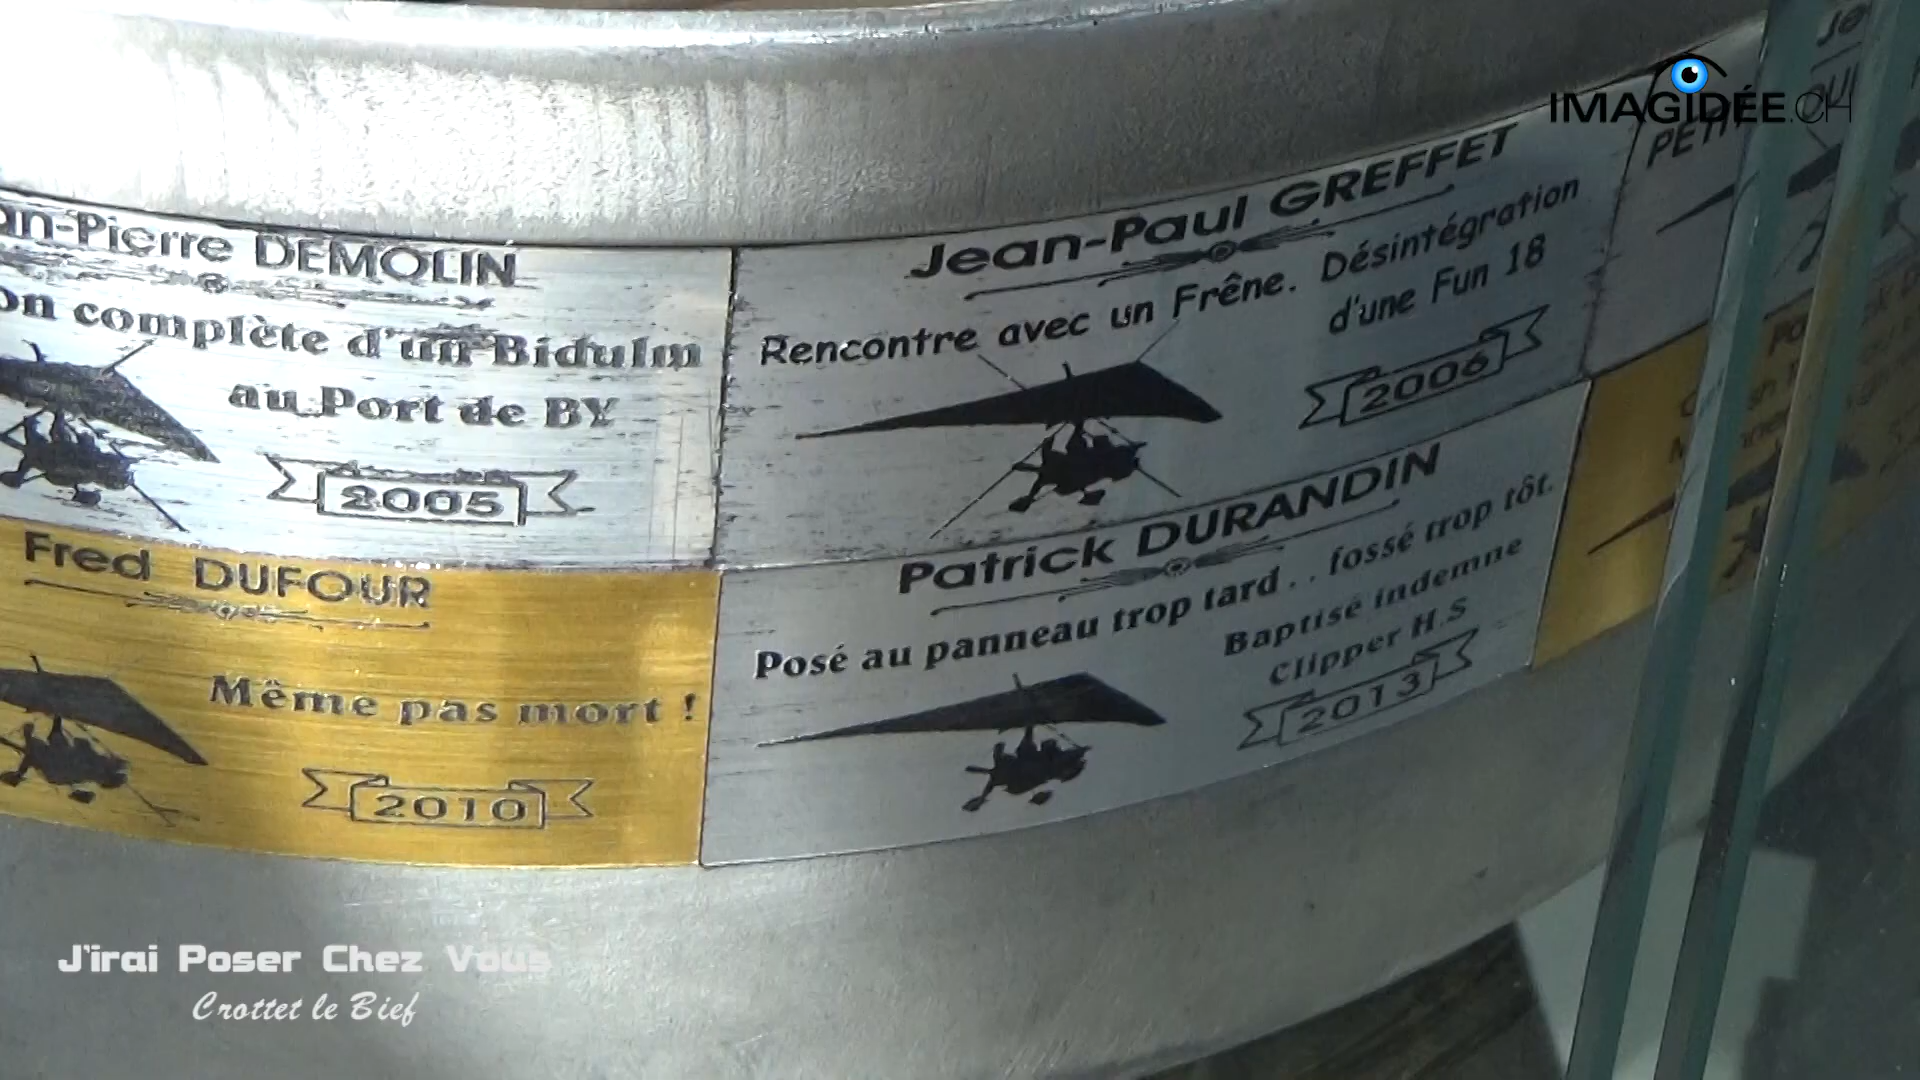 IMAGIDÉE.CH
an-Pierre DEMOLIN
on complète d'un Bidulm
au Port de BY
2005
Jean-Paul GREFFET
Rencontre avec un Frêne. Désintégration
d'une Fun 18
2006
Fred DUFOUR
Même pas mort !
2010
Patrick DURANDIN
Posé au panneau trop tard.. fossé trop tôt.
Baptisé indemne
Clipper H.S
2013
J'irai Poser Chez Vous
Crottet le Bief